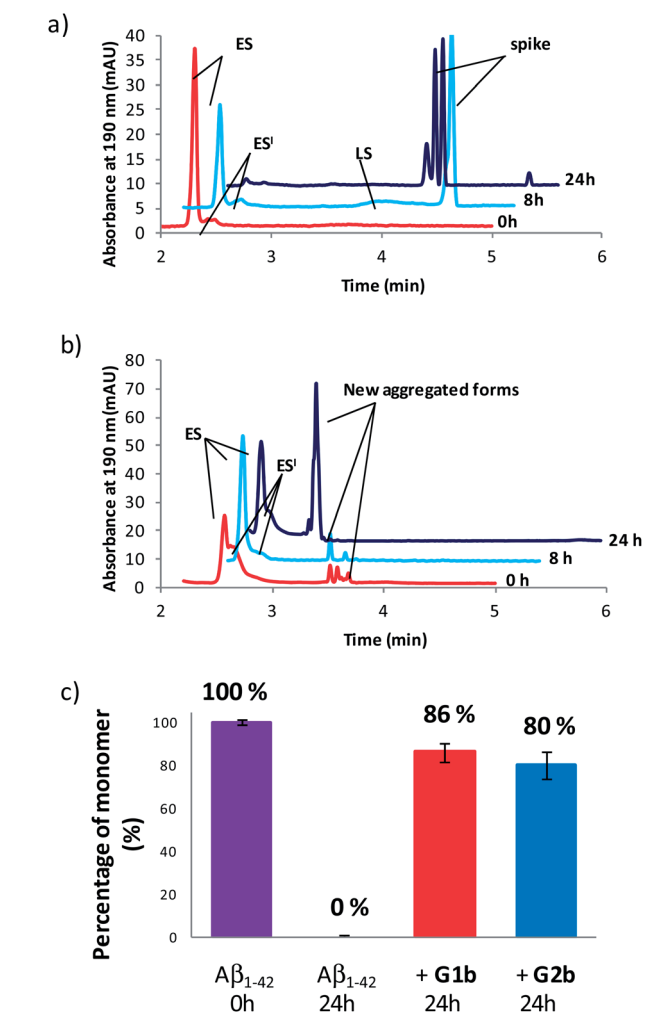 a)
Absorbance at 190 nm (mAU)
40
35
30
25
20
15
10
5
0
ES
ES^I
LS
spike
24h
8h
0h
2 3 4 5 6
Time (min)
b)
Absorbance at 190 nm (mAU)
80
70
60
50
40
30
20
10
0
ES
ES^I
New aggregated forms
24 h
8 h
0 h
2 3 4 5 6
Time (min)
c)
Percentage of monomer
(%)
100
80
60
40
20
0
100 %
0 %
86 %
80 %
Aβ₁₋₄₂ Aβ₁₋₄₂ + G1b + G2b
0h 24h 24h 24h